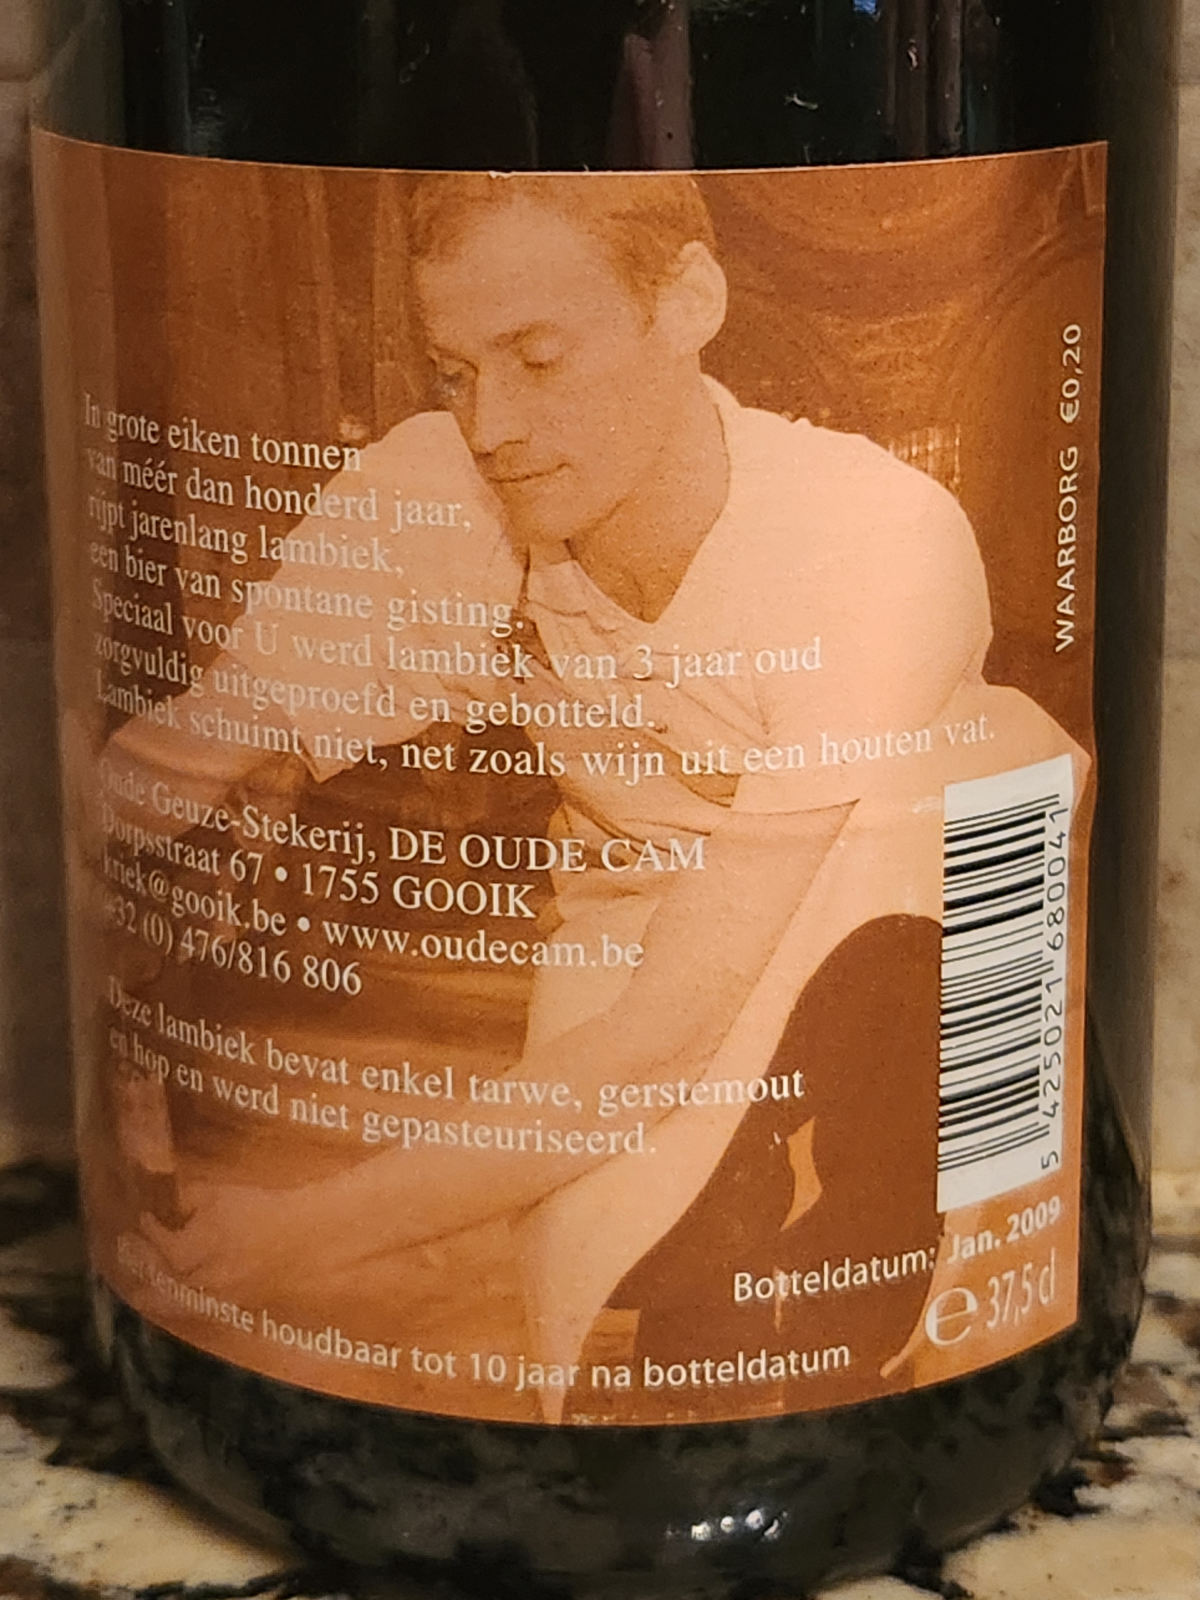 In grote eiken tonnen
van méér dan honderd jaar,
rijpt jarenlang lambiek,
een bier van spontane gisting.
Speciaal voor U werd lambiek van 3 jaar oud
zorgvuldig uitgeproefd en gebotteld.
Lambiek schuimt niet, net zoals wijn uit een houten vat.
Oude Geuze-Stekerij, DE OUDE CAM
Dorpsstraat 67 • 1755 GOOIK
kriek@gooik.be • www.oudecam.be
+32 (0) 476/816 806
Deze lambiek bevat enkel tarwe, gerstemout
en hop en werd niet gepasteuriseerd.
tenminste houdbaar tot 10 jaar na botteldatum
Botteldatum: Jan. 2009
e 37,5 cl
WAARBORG €0,20
5 425021 680041